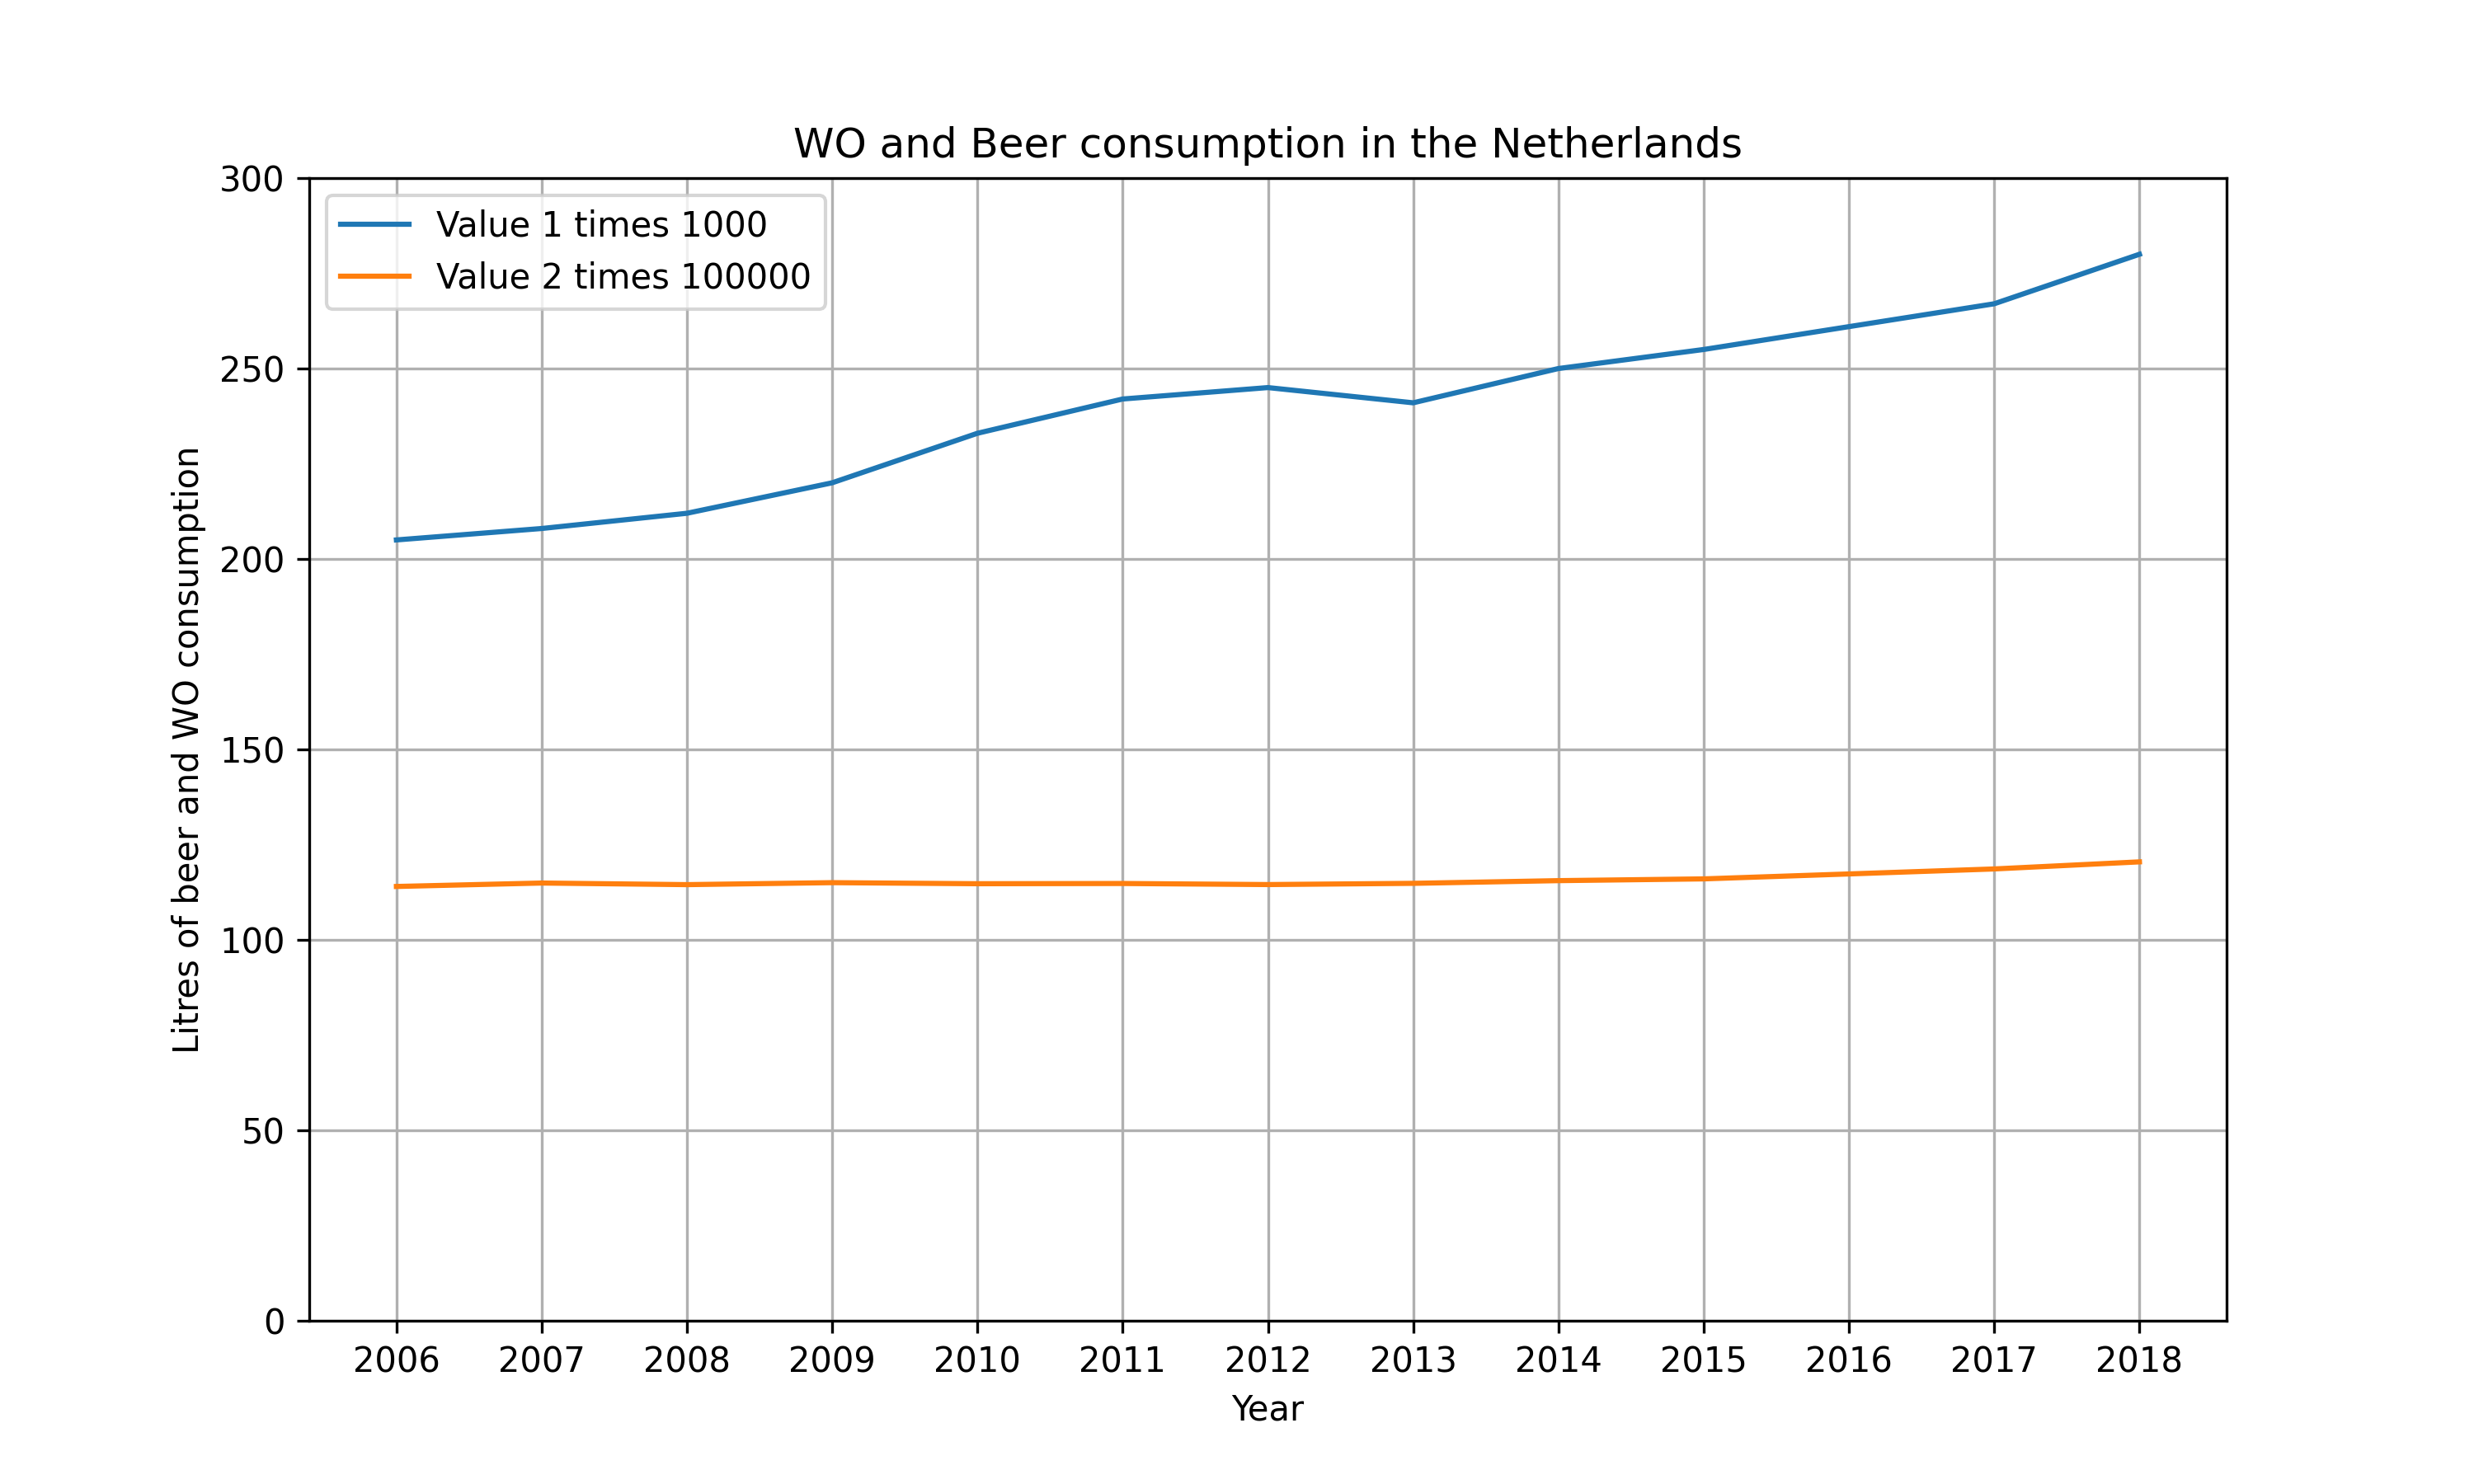 WO and Beer consumption in the Netherlands
Value 1 times 1000
Value 2 times 100000
Litres of beer and WO consumption
300
250
200
150
100
50
0
2006 2007 2008 2009 2010 2011 2012 2013 2014 2015 2016 2017 2018
Year